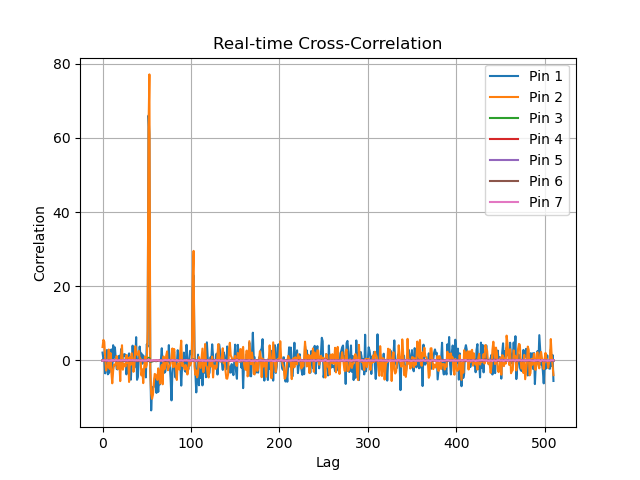 Real-time Cross-Correlation
80
60
40
20
0
Correlation
0 100 200 300 400 500
Lag
Pin 1
Pin 2
Pin 3
Pin 4
Pin 5
Pin 6
Pin 7